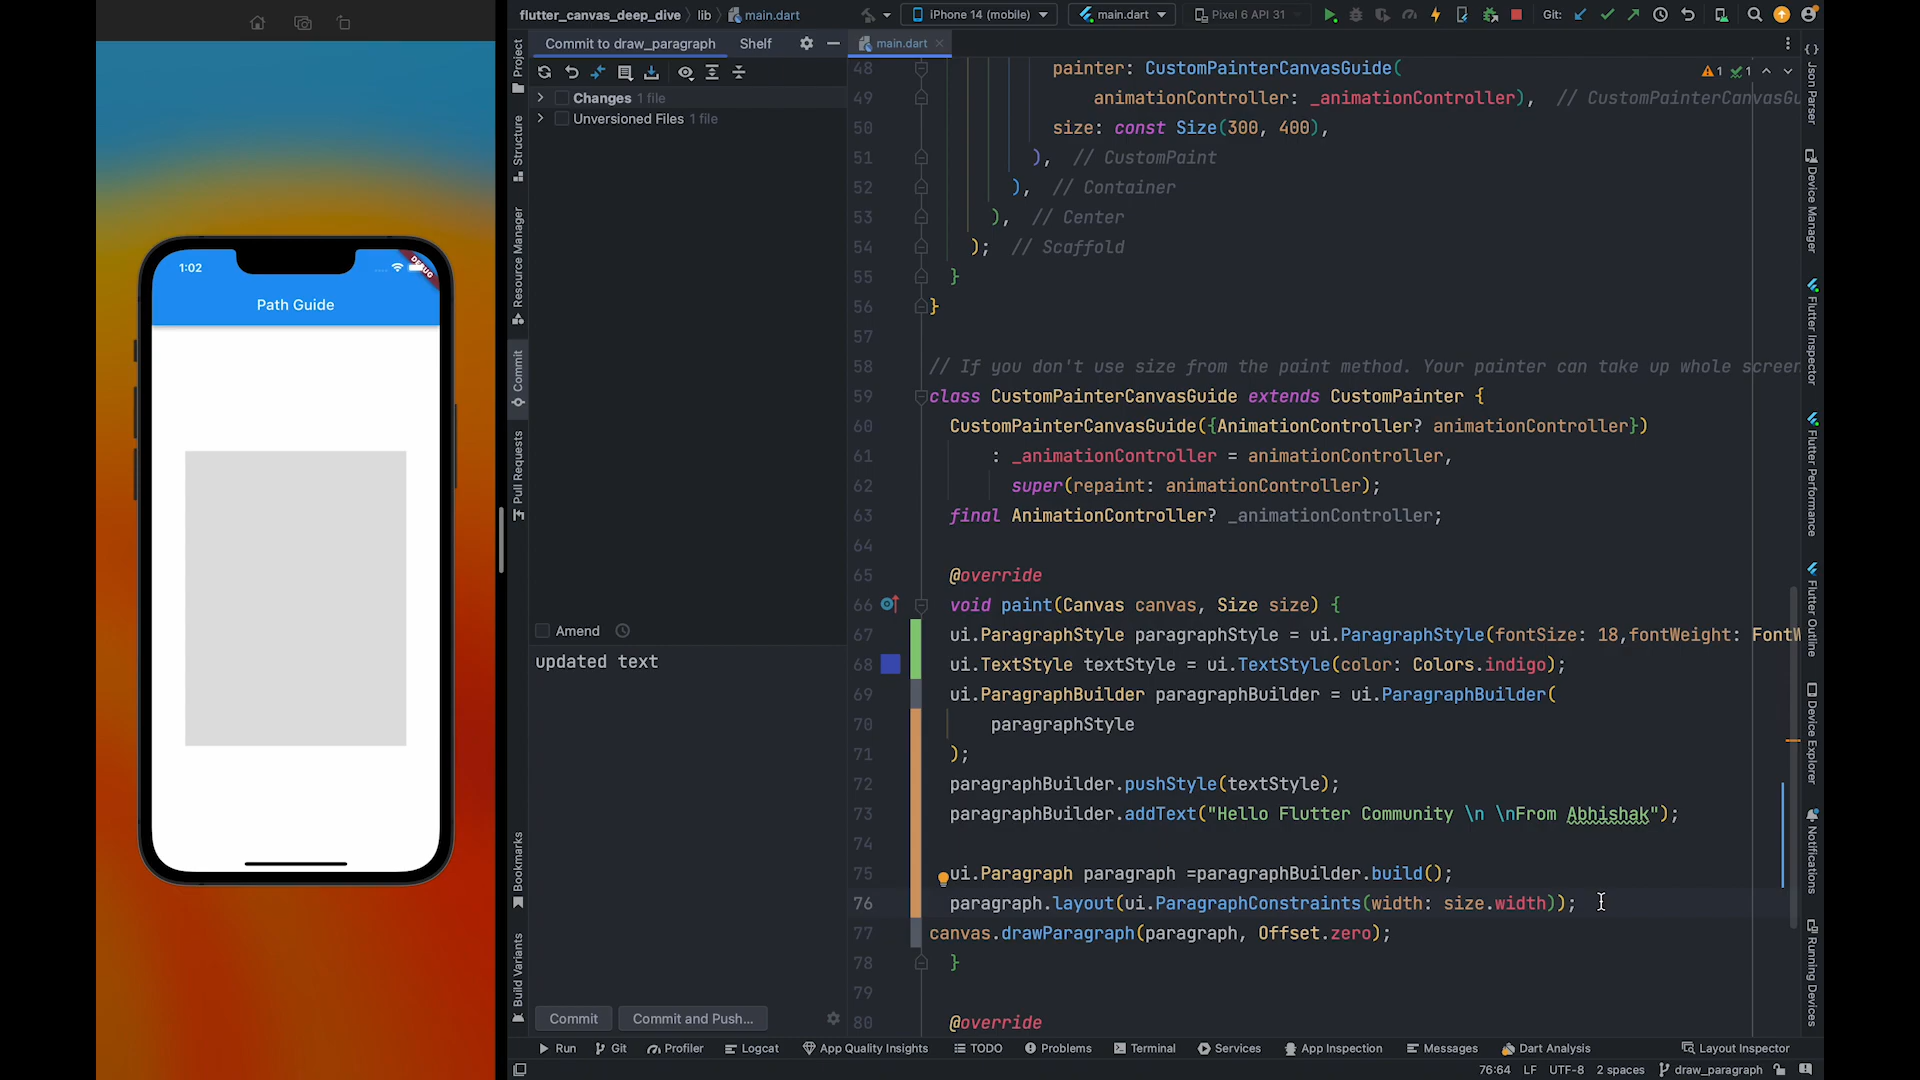 flutter_canvas_deep_dive
lib
main.dart
iPhone 14 (mobile)
main.dart
Pixel 6 API 31
Git:
Commit to draw_paragraph
Shelf
main.dart
Changes 1 file
Unversioned Files 1 file
Project
Structure
Resource Manager
Commit
Pull Requests
Bookmarks
Build Variants
1:02
DEBUG
Path Guide
Amend
updated text
Commit
Commit and Push...
48 painter: CustomPainterCanvasGuide(
49 animationController: _animationController), // CustomPainterCanvasGu
50 size: const Size(300, 400),
51 ), // CustomPaint
52 ), // Container
53 ), // Center
54 ); // Scaffold
55 }
56 }
57
58 // If you don't use size from the paint method. Your painter can take up whole screen
59 class CustomPainterCanvasGuide extends CustomPainter {
60 CustomPainterCanvasGuide({AnimationController? animationController})
61 : _animationController = animationController,
62 super(repaint: animationController);
63 final AnimationController? _animationController;
64
65 @override
66 void paint(Canvas canvas, Size size) {
67 ui.ParagraphStyle paragraphStyle = ui.ParagraphStyle(fontSize: 18,fontWeight: FontW
68 ui.TextStyle textStyle = ui.TextStyle(color: Colors.indigo);
69 ui.ParagraphBuilder paragraphBuilder = ui.ParagraphBuilder(
70 paragraphStyle
71 );
72 paragraphBuilder.pushStyle(textStyle);
73 paragraphBuilder.addText("Hello Flutter Community \n \nFrom Abhishak");
74
75 ui.Paragraph paragraph =paragraphBuilder.build();
76 paragraph.layout(ui.ParagraphConstraints(width: size.width));
77 canvas.drawParagraph(paragraph, Offset.zero);
78 }
79
80 @override
1
1
Json Parser
Device Manager
Flutter Inspector
Flutter Performance
Flutter Outline
Device Explorer
Notifications
Running Devices
Run
Git
Profiler
Logcat
App Quality Insights
TODO
Problems
Terminal
Services
App Inspection
Messages
Dart Analysis
Layout Inspector
76:64
LF
UTF-8
2 spaces
draw_paragraph